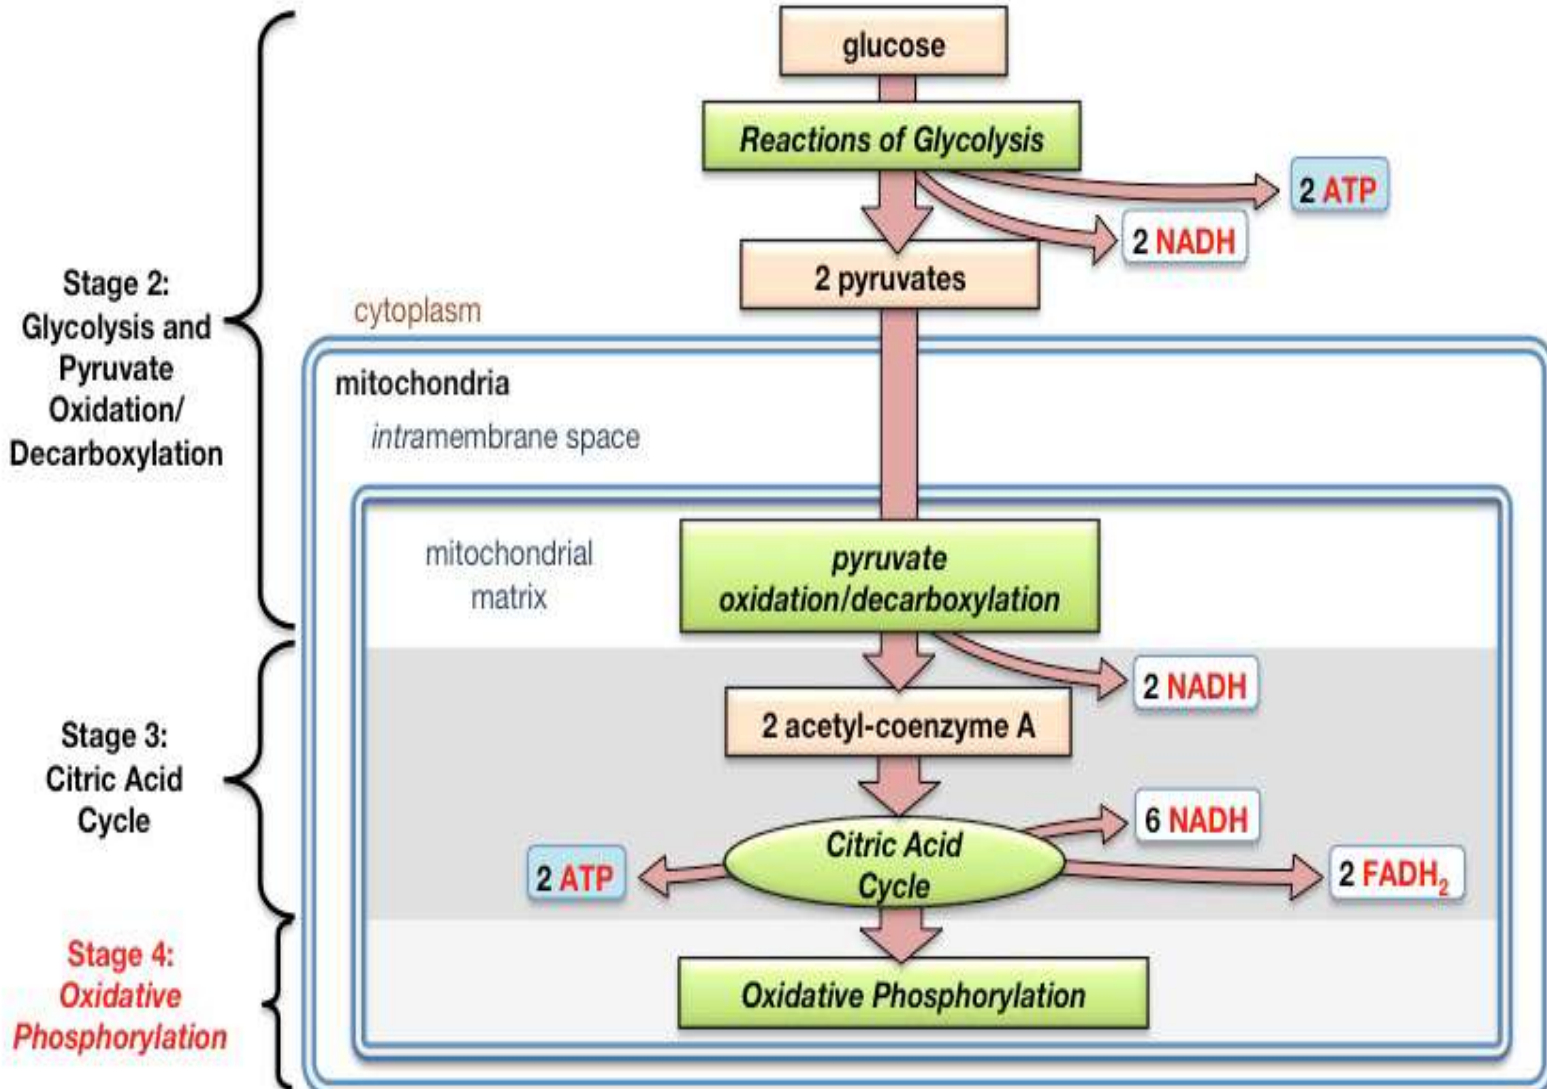 glucose
Reactions of Glycolysis
2 ATP
2 NADH
2 pyruvates
Stage 2:
Glycolysis and
Pyruvate
Oxidation/
Decarboxylation
cytoplasm
mitochondria
intramembrane space
mitochondrial
matrix
pyruvate
oxidation/decarboxylation
2 NADH
2 acetyl-coenzyme A
Stage 3:
Citric Acid
Cycle
6 NADH
Citric Acid
Cycle
2 ATP
2 FADH₂
Stage 4:
Oxidative
Phosphorylation
Oxidative Phosphorylation